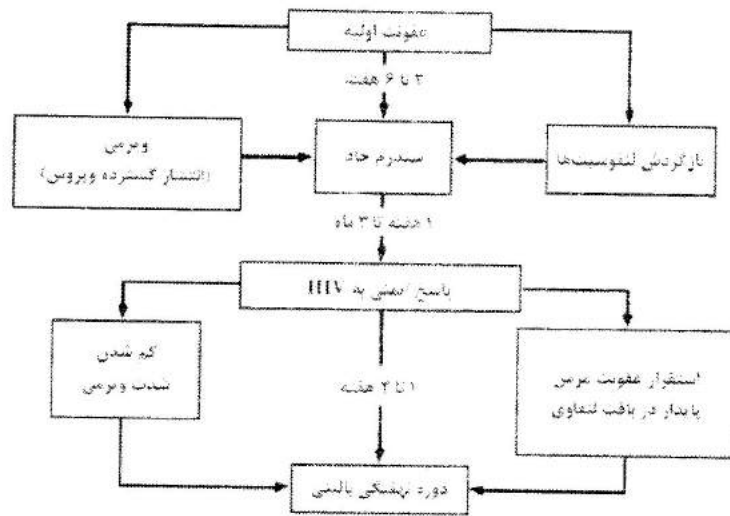 عفونت اولیه
۳ تا ۶ هفته
بازگردش لنفوسیت‌ها
سندرم حاد
ویرمی
(انتشار گسترده ویروس)
۱ هفته تا ۳ ماه
پاسخ ایمنی به HIV
استقرار عفونت مزمن
پایدار در بافت لنفاوی
۱ تا ۲ هفته
کم شدن
شدت ویرمی
دوره نهفتگی بالینی